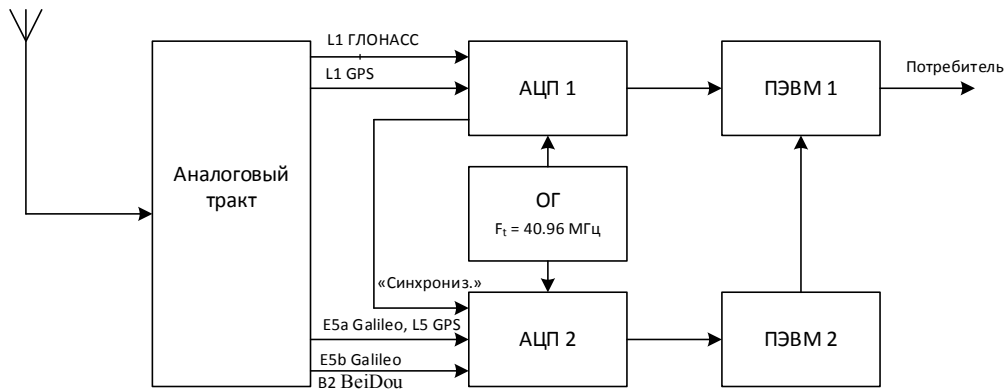 L1 ГЛОНАСС
L1 GPS
Аналоговый
тракт
АЦП 1
ПЭВМ 1
Потребитель
ОГ
Ft = 40.96 МГц
«Синхрониз.»
E5a Galileo, L5 GPS
E5b Galileo
B2 BeiDou
АЦП 2
ПЭВМ 2